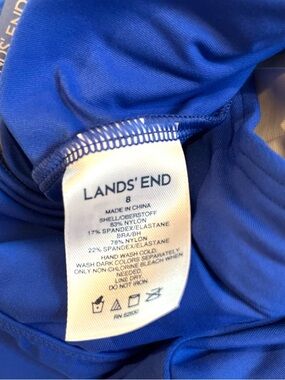 LANDS' END
LANDS' END
8
MADE IN CHINA
SHELL/OBERSTOFF
83% NYLON
17% SPANDEX/ELASTANE
BRA/BH
78% NYLON
22% SPANDEX/ELASTANE
HAND WASH COLD.
WASH DARK COLORS SEPARATELY.
ONLY NON-CHLORINE BLEACH WHEN
NEEDED.
LINE DRY.
DO NOT IRON.